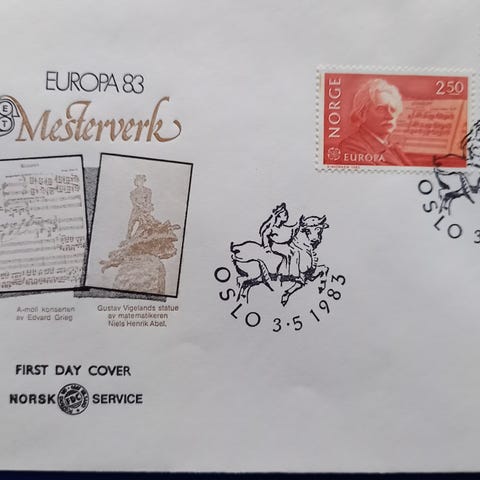 EUROPA 83
Mesterverk
A-moll konserten
av Edvard Grieg
Gustav Vigelands statue
av matematikeren
Niels Henrik Abel.
FIRST DAY COVER
NORSK FDC SERVICE
NORGE
2 50
EUROPA
OSLO 3·5 1983
OSLO 3